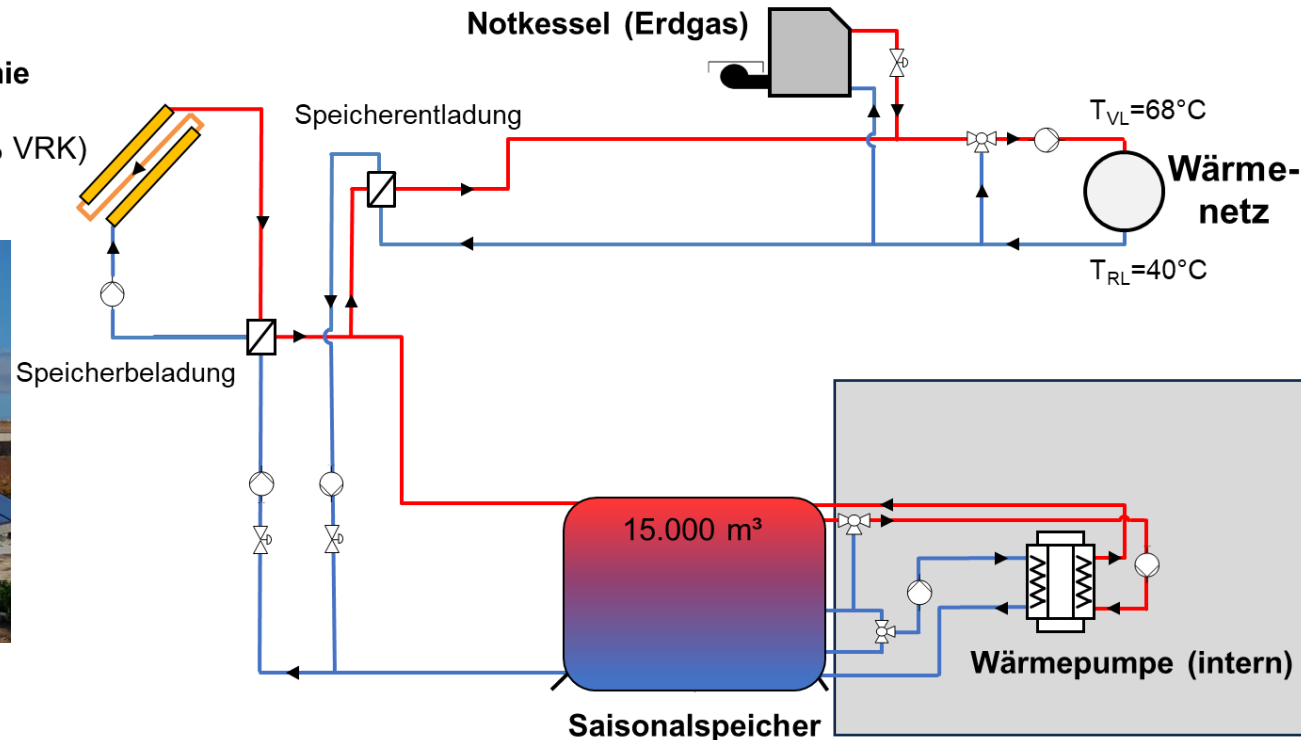 Notkessel (Erdgas)
nie
VRK)
Speicherentladung
T_VL=68°C
Wärme-
netz
T_RL=40°C
Speicherbeladung
15.000 m³
Wärmepumpe (intern)
Saisonalspeicher